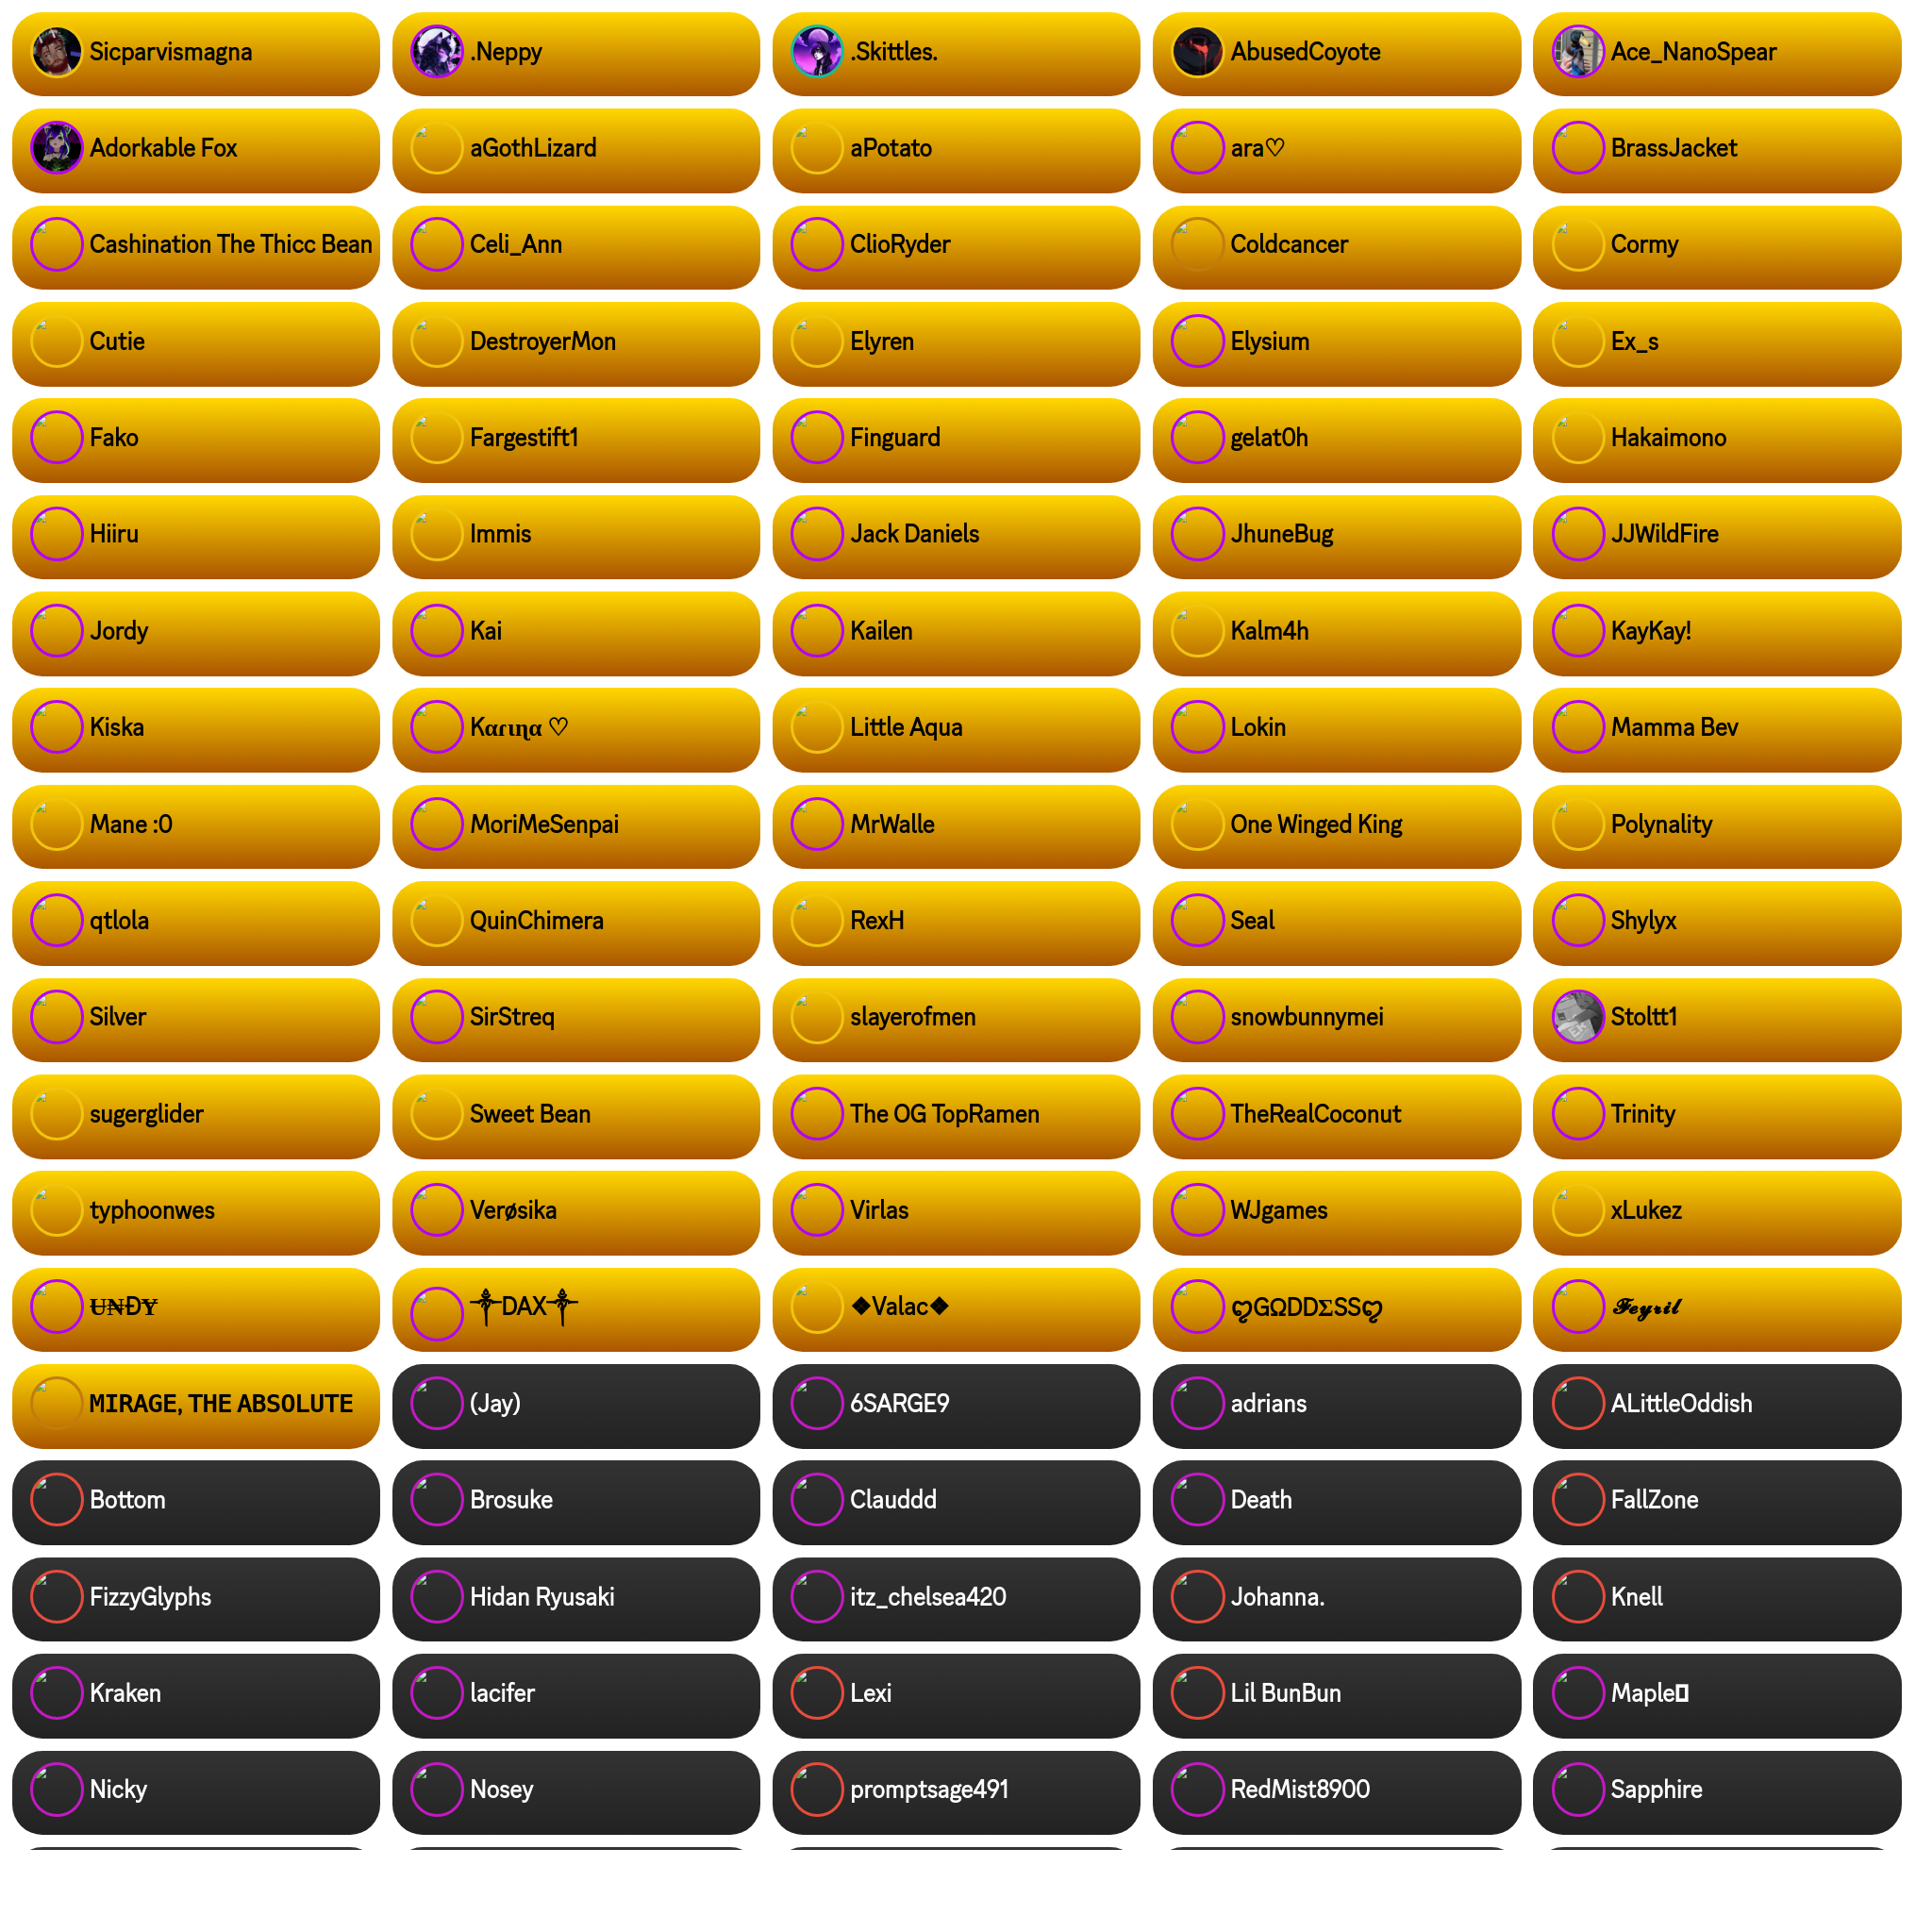 Sicparvismagna
.Neppy
.Skittles.
AbusedCoyote
Ace_NanoSpear
Adorkable Fox
aGothLizard
aPotato
ara♡
BrassJacket
Cashination The Thicc Bean
Celi_Ann
ClioRyder
Coldcancer
Cormy
Cutie
DestroyerMon
Elyren
Elysium
Ex_s
Fako
Fargestift1
Finguard
gelat0h
Hakaimono
Hiiru
Immis
Jack Daniels
JhuneBug
JJWildFire
Jordy
Kai
Kailen
Kalm4h
KayKay!
Kiska
Kαrιɳα ♡
Little Aqua
Lokin
Mamma Bev
Mane :0
MoriMeSenpai
MrWalle
One Winged King
Polynality
qtlola
QuinChimera
RexH
Seal
Shylyx
Silver
SirStreq
slayerofmen
snowbunnymei
Stoltt1
sugerglider
Sweet Bean
The OG TopRamen
TheRealCoconut
Trinity
typhoonwes
Verøsika
Virlas
WJgames
xLukez
U̶₦ĐɎ
༒DAX༒
❖Valac❖
ღGΩDDΣSSღ
𝓕𝓮𝔂𝓻𝓲𝓵
MIRAGE, THE ABSOLUTE
(Jay)
6SARGE9
adrians
ALittleOddish
Bottom
Brosuke
Clauddd
Death
FallZone
FizzyGlyphs
Hidan Ryusaki
itz_chelsea420
Johanna.
Knell
Kraken
lacifer
Lexi
Lil BunBun
Maple
Nicky
Nosey
promptsage491
RedMist8900
Sapphire